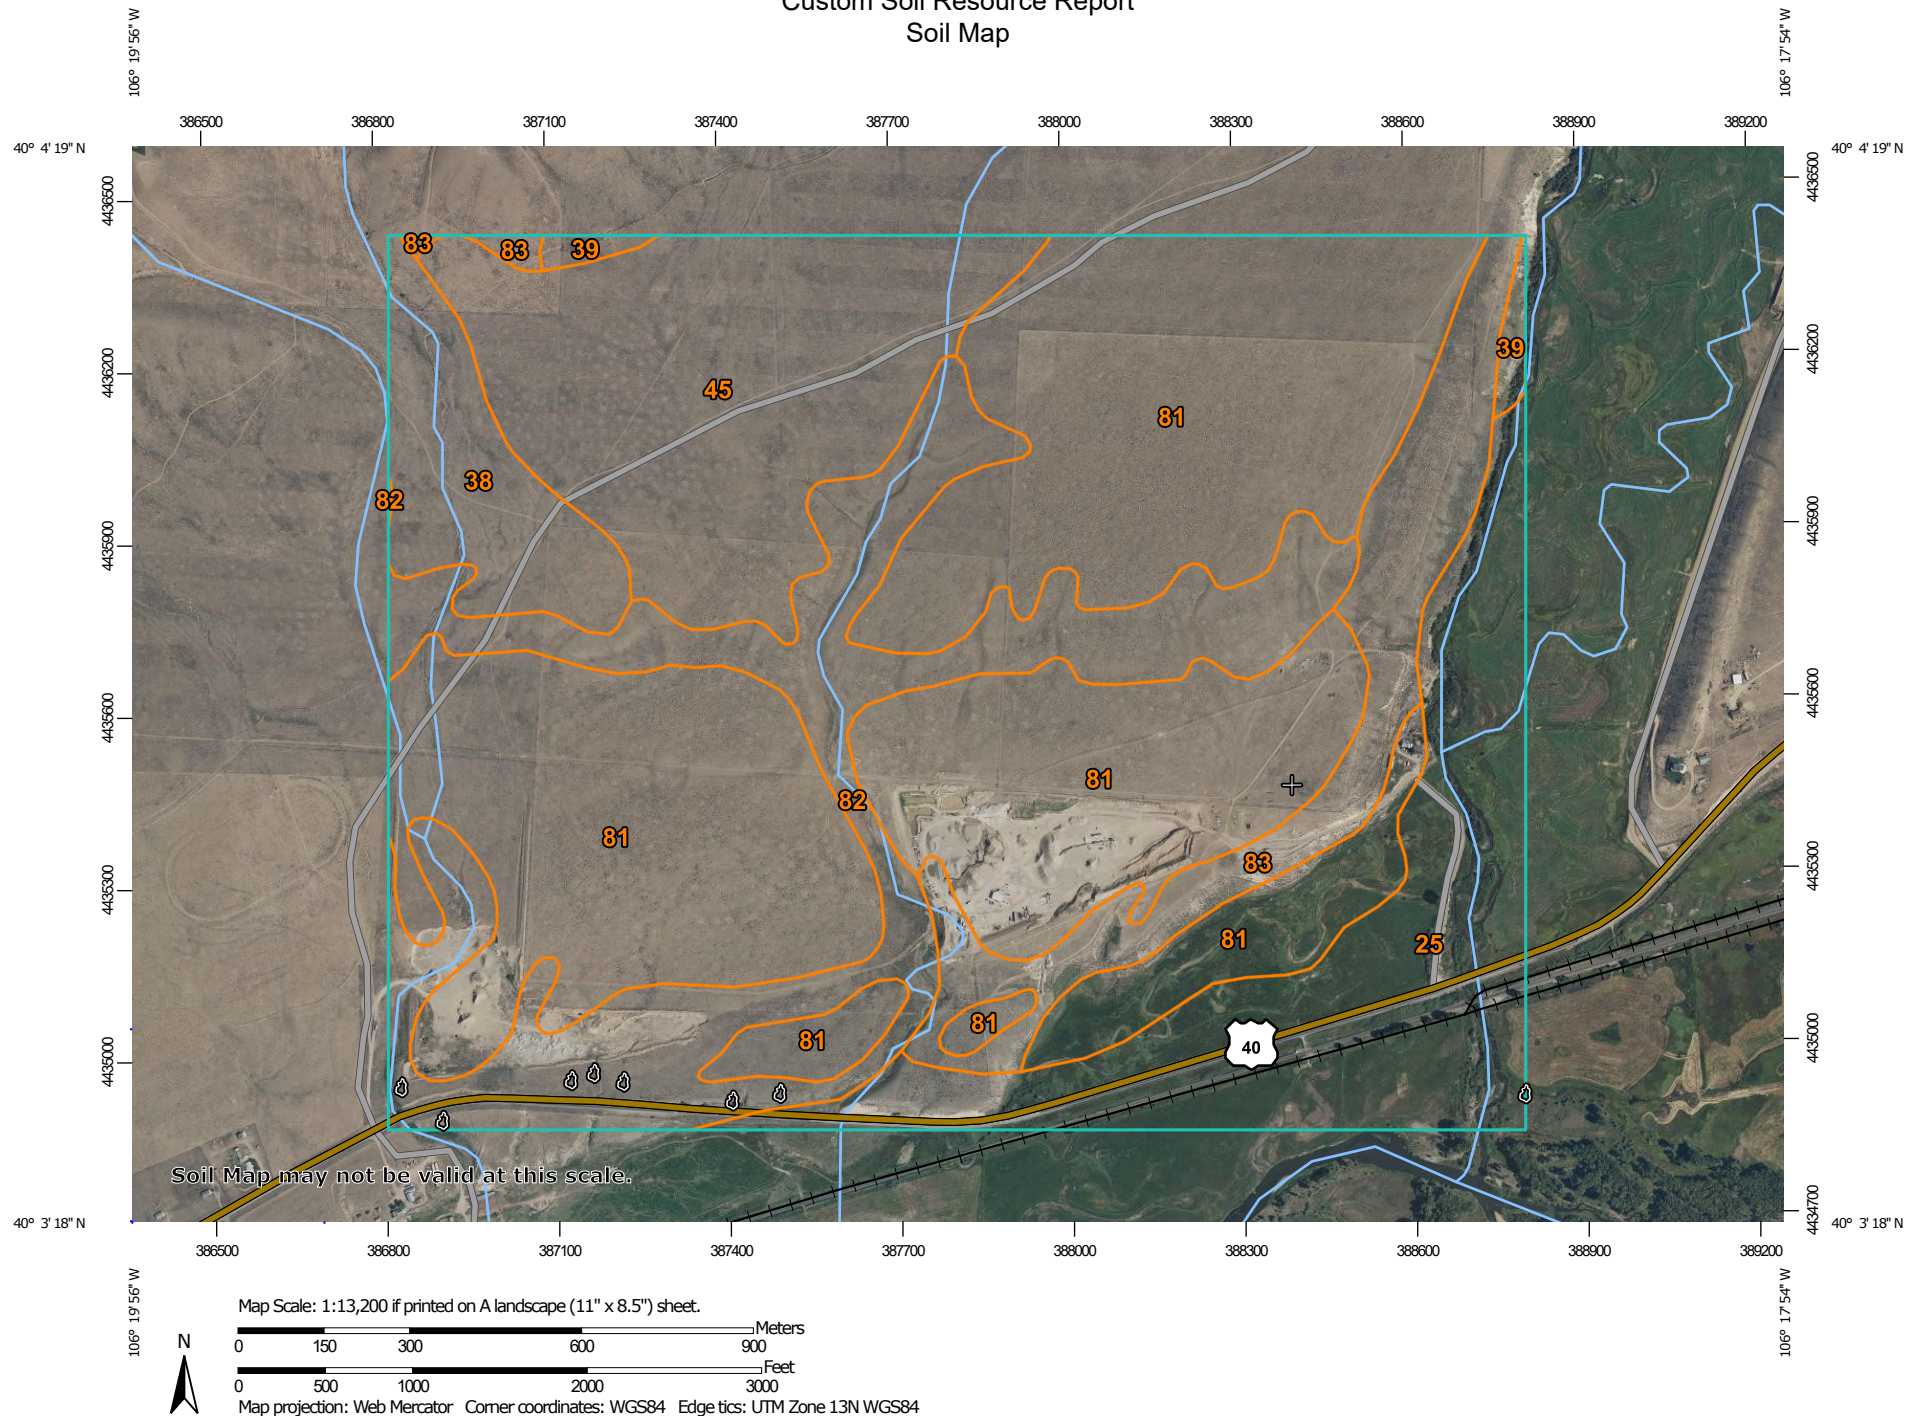 Custom Soil Resource Report
Soil Map
106° 19' 56" W
106° 17' 54" W
386500 386800 387100 387400 387700 388000 388300 388600 388900 389200
40° 4' 19" N
40° 4' 19" N
4436500
4436500
83 83 39
4436200
4436200
39
45
81
38
82
4435900
4435900
4435600
4435600
81
82
81
83
4435300
4435300
81
25
81
81
40
4435000
4435000
Soil Map may not be valid at this scale.
4434700
40° 3' 18" N
40° 3' 18" N
386500 386800 387100 387400 387700 388000 388300 388600 388900 389200
106° 19' 56" W
106° 17' 54" W
Map Scale: 1:13,200 if printed on A landscape (11" x 8.5") sheet.
Meters
0 150 300 600 900
N
Feet
0 500 1000 2000 3000
Map projection: Web Mercator Corner coordinates: WGS84 Edge tics: UTM Zone 13N WGS84